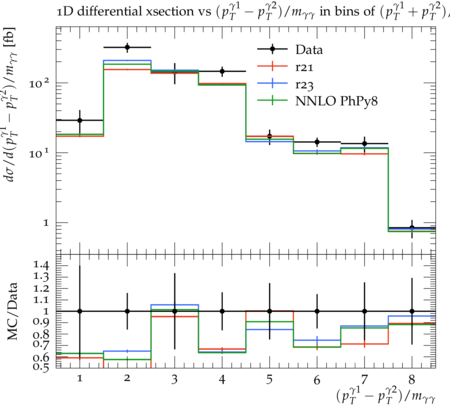 1D differential xsection vs (p_T^γ1 − p_T^γ2)/m_γγ in bins of (p_T^γ1 + p_T^γ2)/
dσ/d(p_T^γ1 − p_T^γ2)/m_γγ [fb]
Data
r21
r23
NNLO PhPy8
10^2
10^1
1
MC/Data
1.4
1.3
1.2
1.1
1
0.9
0.8
0.7
0.6
0.5
1 2 3 4 5 6 7 8
(p_T^γ1 − p_T^γ2)/m_γγ